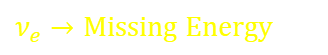 νₑ → Missing Energy